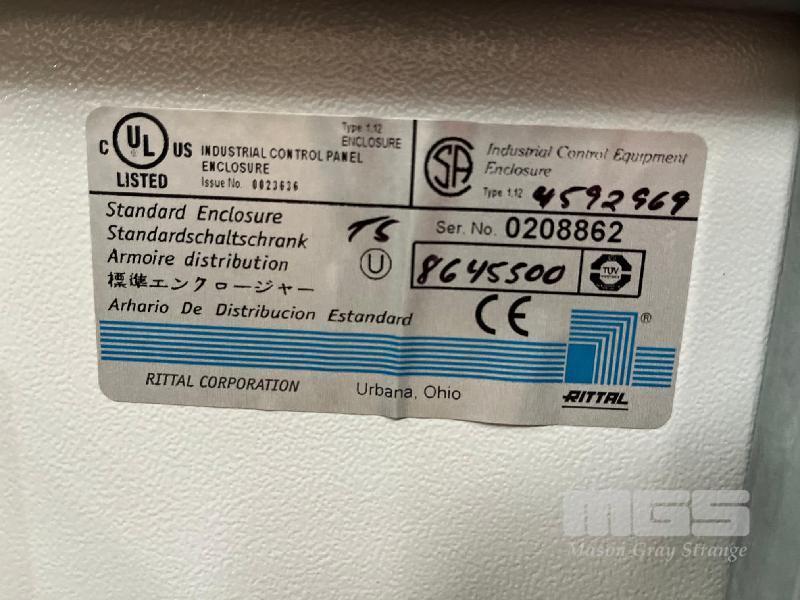 C UL US
LISTED
INDUSTRIAL CONTROL PANEL
ENCLOSURE
Issue No. 0023636
Type 1,12
ENCLOSURE
SA
Industrial Control Equipment
Enclosure
Type 1,12 4592969
Standard Enclosure
Standardschaltschrank
Armoire distribution
標準エンクロージャー
Arhario De Distribucion Estandard
TS
U
Ser. No. 0208862
8645500
TÜV
CE
®
RITTAL
RITTAL CORPORATION
Urbana, Ohio
MGS
Mason Gray Strange